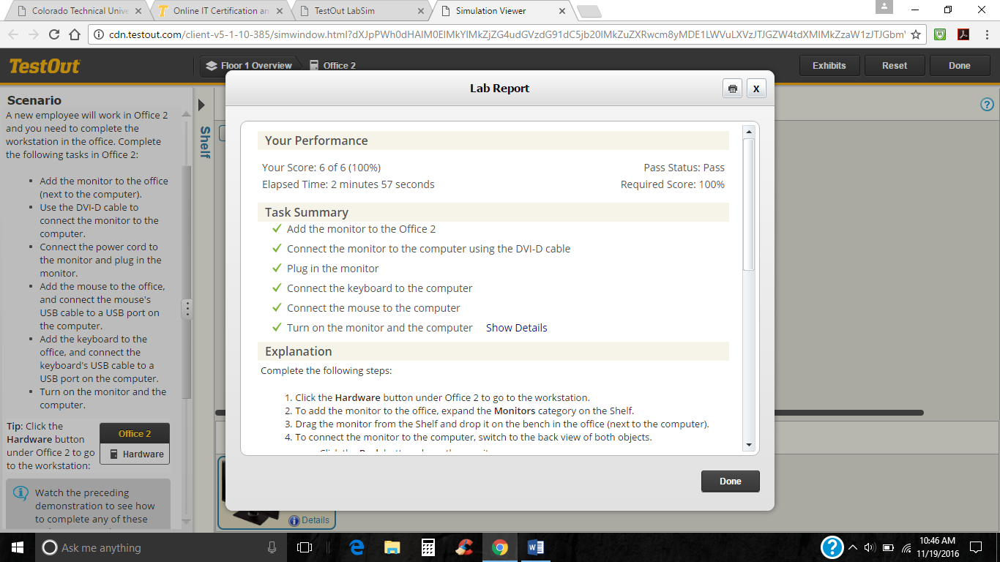 Colorado Technical Unive
Online IT Certification an
TestOut LabSim
Simulation Viewer
cdn.testout.com/client-v5-1-10-385/simwindow.html?
TestOut
Floor 1 Overview
Office 2
Exhibits
Reset
Done
Scenario
A new employee will work in Office 2
and you need to complete the
workstation in the office. Complete
the following tasks in Office 2:
• Add the monitor to the office
(next to the computer).
• Use the DVI-D cable to
connect the monitor to the
computer.
• Connect the power cord to
the monitor and plug in the
monitor.
• Add the mouse to the office,
and connect the mouse's
USB cable to a USB port on
the computer.
• Add the keyboard to the
office, and connect the
keyboard's USB cable to a
USB port on the computer.
• Turn on the monitor and the
computer.
Tip: Click the
Hardware button
under Office 2 to go
to the workstation:
Office 2
Hardware
Watch the preceding
demonstration to see how
to complete any of these
Shelf
Lab Report
X
Your Performance
Your Score: 6 of 6 (100%)
Pass Status: Pass
Elapsed Time: 2 minutes 57 seconds
Required Score: 100%
Task Summary
Add the monitor to the Office 2
Connect the monitor to the computer using the DVI-D cable
Plug in the monitor
Connect the keyboard to the computer
Connect the mouse to the computer
Turn on the monitor and the computer Show Details
Explanation
Complete the following steps:
1. Click the Hardware button under Office 2 to go to the workstation.
2. To add the monitor to the office, expand the Monitors category on the Shelf.
3. Drag the monitor from the Shelf and drop it on the bench in the office (next to the computer).
4. To connect the monitor to the computer, switch to the back view of both objects.
Done
Details
Ask me anything
10:46 AM
11/19/2016